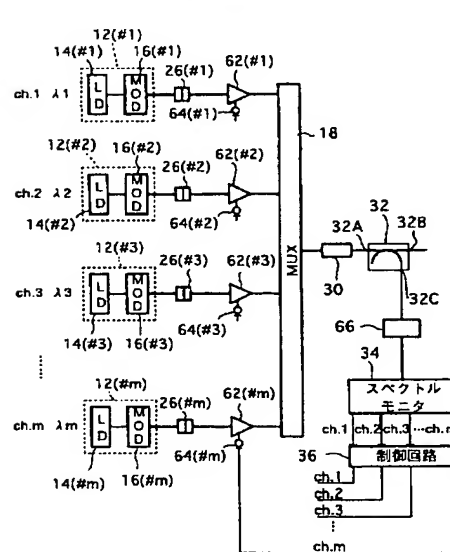 12(#1)
14(#1) 16(#1)
26(#1) 62(#1)
ch.1 λ1 LD MOD
64(#1)
18
12(#2)
16(#2) 26(#2) 62(#2)
ch.2 λ2 LD MOD
14(#2) 64(#2)
MUX
32
32A 32B
30 32C
12(#3)
26(#3) 62(#3)
ch.3 λ3 LD MOD
14(#3) 16(#3) 64(#3)
66
34
スペクトル
モニタ
12(#m)
26(#m) 62(#m)
ch.m λm LD MOD
14(#m) 16(#m) 64(#m)
ch.1 ch.2 ch.3
36 制御回路
ch.1
ch.2
ch.3
ch.m